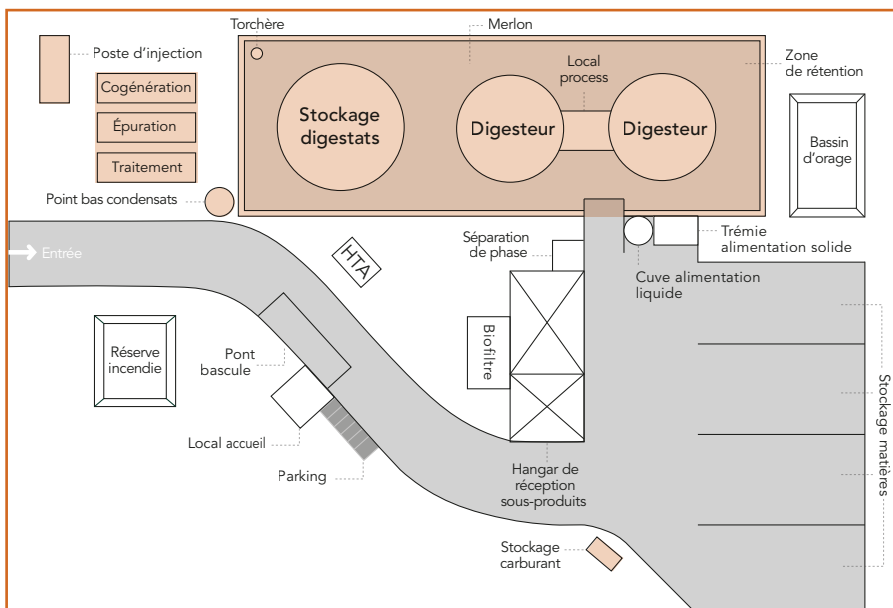 Torchère
Merlon
Poste d'injection
Local
process
Zone
de rétention
Cogénération
Épuration
Traitement
Stockage
digestats
Digesteur
Digesteur
Bassin
d'orage
Point bas condensats
Entrée
HTA
Séparation
de phase
Trémie
alimentation solide
Cuve alimentation
liquide
Réserve
incendie
Pont
bascule
Biofiltre
Local accueil
Parking
Hangar de
réception
sous-produits
Stockage matières
Stockage
carburant